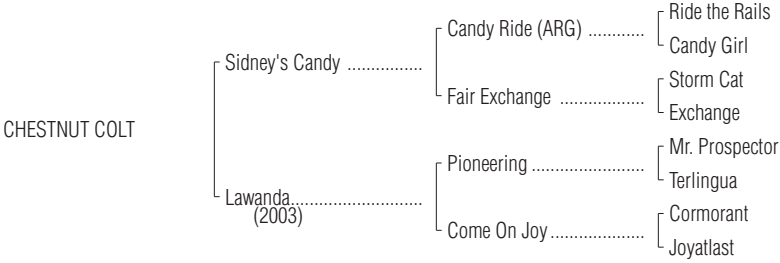 Ride the Rails
Candy Ride (ARG) ............
Candy Girl
Sidney's Candy ................
Storm Cat
Fair Exchange ..................
Exchange
CHESTNUT COLT
Mr. Prospector
Pioneering ........................
Terlingua
Lawanda............................
(2003)
Cormorant
Come On Joy ....................
Joyatlast